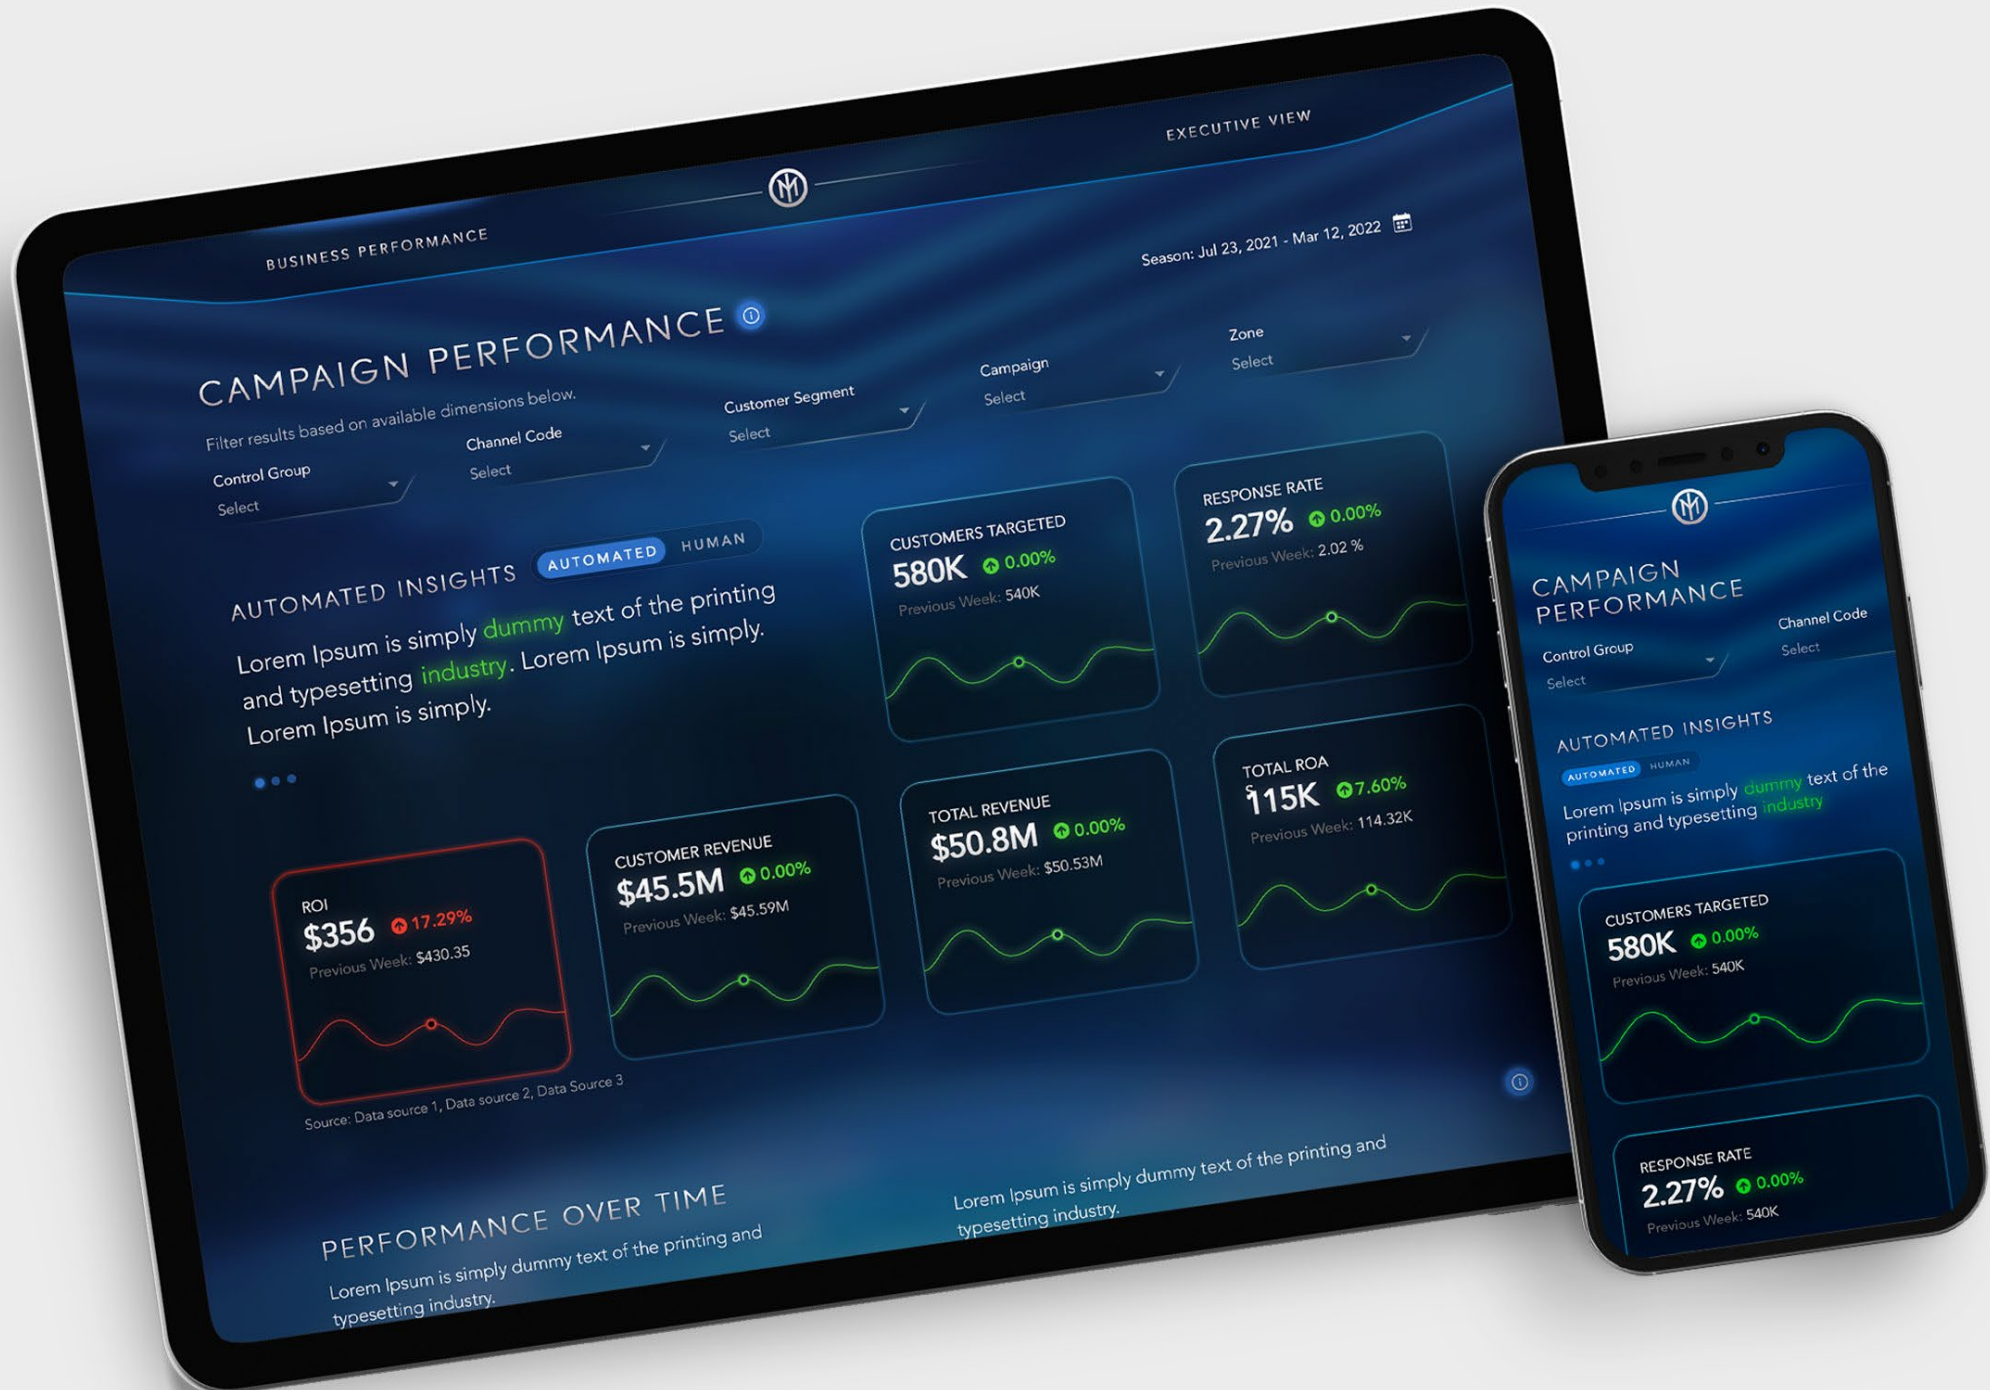 BUSINESS PERFORMANCE
EXECUTIVE VIEW
Season: Jul 23, 2021 - Mar 12, 2022
CAMPAIGN PERFORMANCE
Filter results based on available dimensions below.
Control Group
Select
Channel Code
Select
Customer Segment
Select
Campaign
Select
Zone
Select
AUTOMATED INSIGHTS
AUTOMATED HUMAN
Lorem Ipsum is simply dummy text of the printing
and typesetting industry. Lorem Ipsum is simply.
Lorem Ipsum is simply.
CUSTOMERS TARGETED
580K 0.00%
Previous Week: 540K
RESPONSE RATE
2.27% 0.00%
Previous Week: 2.02 %
ROI
$356 17.29%
Previous Week: $430.35
CUSTOMER REVENUE
$45.5M 0.00%
Previous Week: $45.59M
TOTAL REVENUE
$50.8M 0.00%
Previous Week: $50.53M
TOTAL ROA
S
115K 7.60%
Previous Week: 114.32K
Source: Data source 1, Data source 2, Data Source 3
PERFORMANCE OVER TIME
Lorem Ipsum is simply dummy text of the printing and
typesetting industry.
Lorem Ipsum is simply dummy text of the printing and
typesetting industry.
CAMPAIGN
PERFORMANCE
Control Group
Select
Channel Code
Select
AUTOMATED INSIGHTS
AUTOMATED HUMAN
Lorem Ipsum is simply dummy text of the
printing and typesetting industry
CUSTOMERS TARGETED
580K 0.00%
Previous Week: 540K
RESPONSE RATE
2.27% 0.00%
Previous Week: 540K